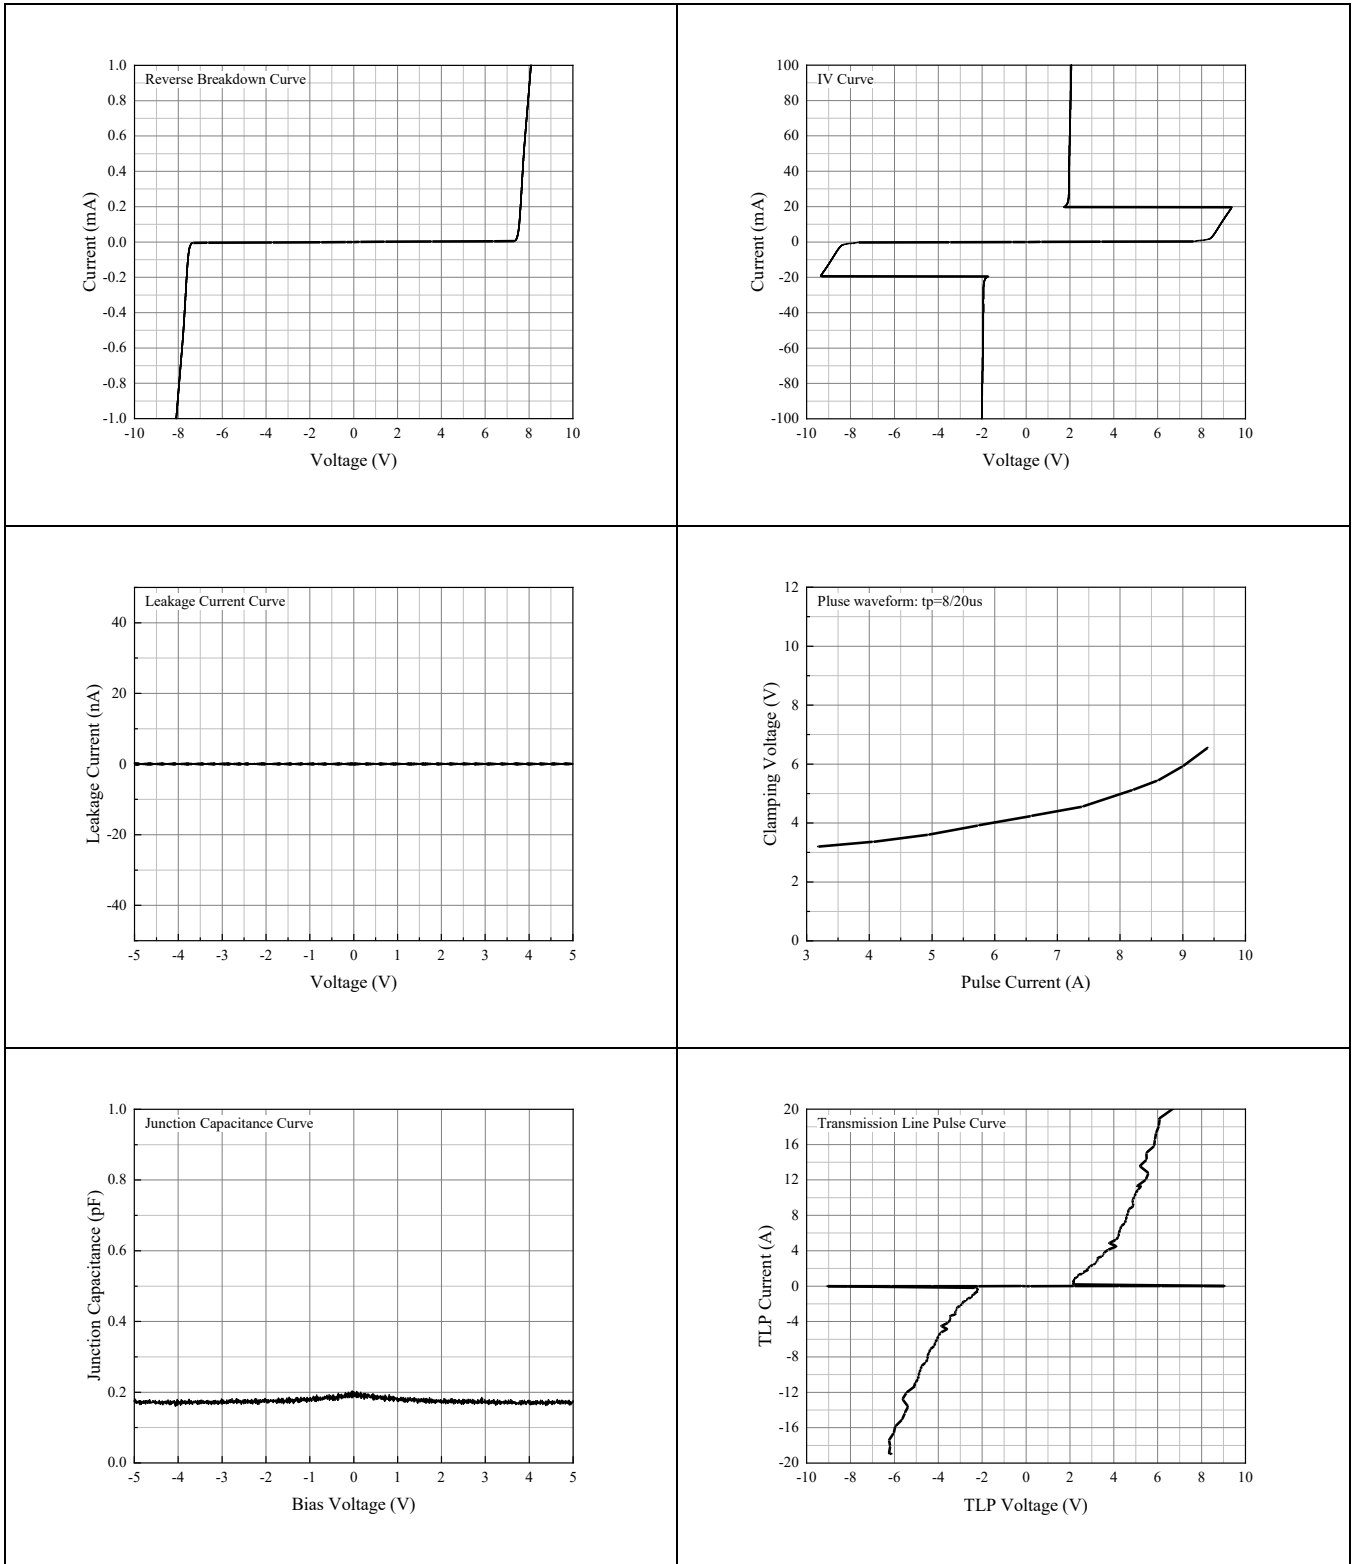 Reverse Breakdown Curve
Current (mA)
1.0
0.8
0.6
0.4
0.2
0.0
-0.2
-0.4
-0.6
-0.8
-1.0
-10 -8 -6 -4 -2 0 2 4 6 8 10
Voltage (V)
IV Curve
Current (mA)
100
80
60
40
20
0
-20
-40
-60
-80
-100
-10 -8 -6 -4 -2 0 2 4 6 8 10
Voltage (V)
Leakage Current Curve
Leakage Current (nA)
40
20
0
-20
-40
-5 -4 -3 -2 -1 0 1 2 3 4 5
Voltage (V)
Pluse waveform: tp=8/20us
Clamping Voltage (V)
12
10
8
6
4
2
0
3 4 5 6 7 8 9 10
Pulse Current (A)
Junction Capacitance Curve
Junction Capacitance (pF)
1.0
0.8
0.6
0.4
0.2
0.0
-5 -4 -3 -2 -1 0 1 2 3 4 5
Bias Voltage (V)
Transmission Line Pulse Curve
TLP Current (A)
20
16
12
8
4
0
-4
-8
-12
-16
-20
-10 -8 -6 -4 -2 0 2 4 6 8 10
TLP Voltage (V)